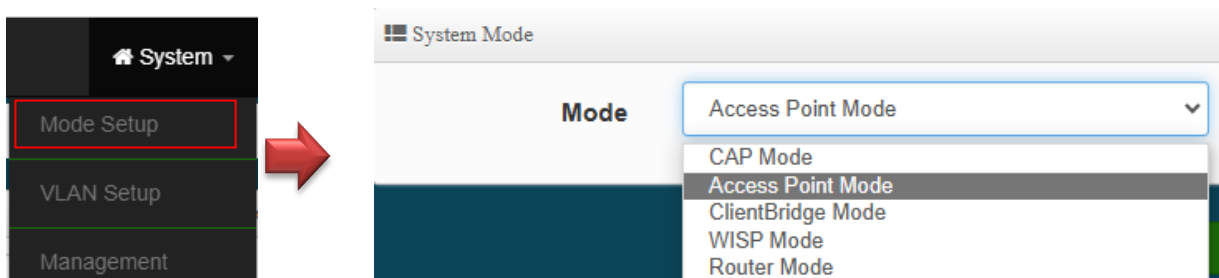 System
Mode Setup
VLAN Setup
Management
System Mode
Mode
Access Point Mode
CAP Mode
Access Point Mode
ClientBridge Mode
WISP Mode
Router Mode